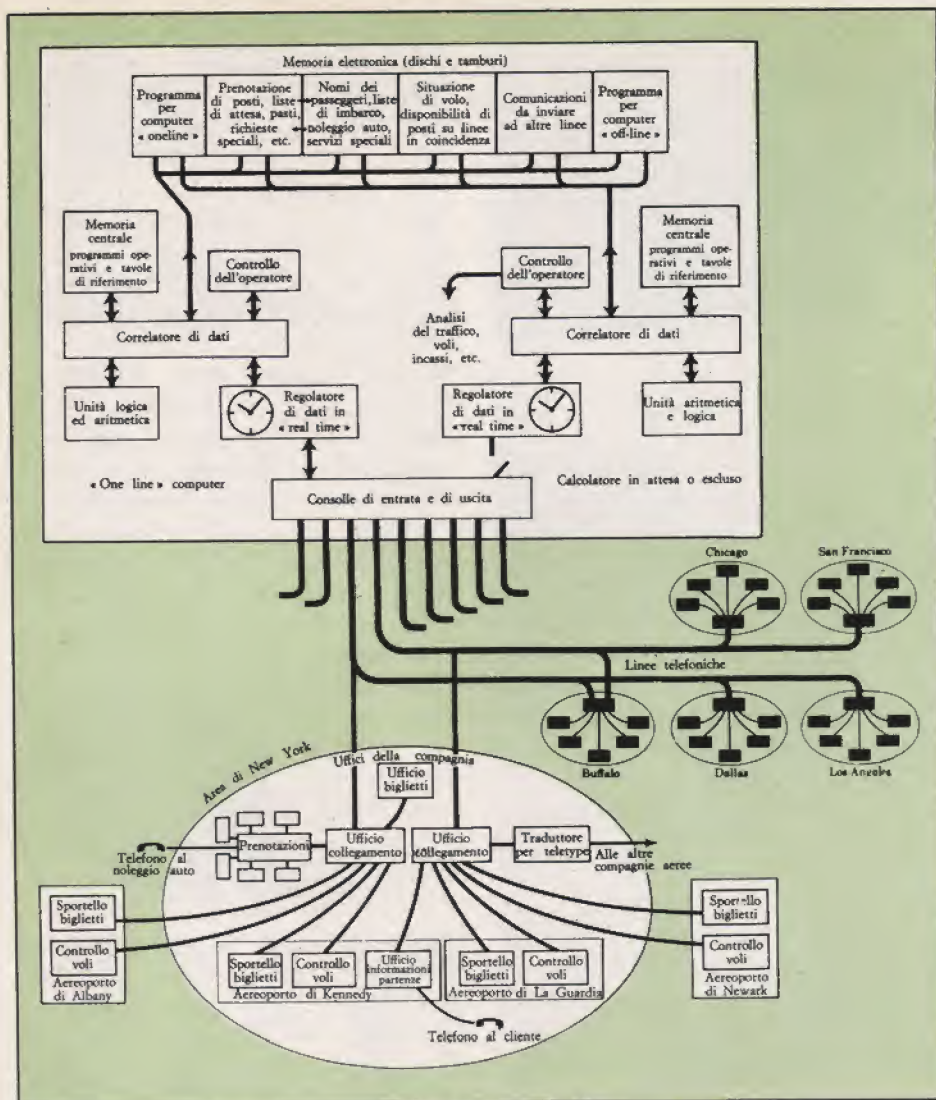 Memoria elettronica (dischi e tamburi)
Programma
per
computer
« oneline »
Prenotazione
di posti, liste
di attesa, pasti,
richieste
speciali, etc.
Nomi dei
passeggeri, liste
di imbarco,
noleggio auto,
servizi speciali
Situazione
di volo,
disponibilità di
posti su linee
in coincidenza
Comunicazioni
da inviare
ad altre linee
Programma
per
computer
« off-line »
Memoria
centrale
programmi ope-
rativi e tavole
di riferimento
Controllo
dell'operatore
Correlatore di dati
Unità logica
ed aritmetica
Regolatore
di dati in
« real time »
« One line » computer
Controllo
dell'operatore
Analisi
del traffico,
voli,
incassi, etc.
Memoria
centrale
programmi ope-
rativi e tavole
di riferimento
Correlatore di dati
Regolatore
di dati in
« real time »
Unità aritmetica
e logica
Calcolatore in attesa o escluso
Consolle di entrata e di uscita
Chicago
San Francisco
Linee telefoniche
Buffalo
Dallas
Los Angeles
Area di New York
Uffici della compagnia
Ufficio
biglietti
Telefono al
noleggio auto
Prenotazioni
Ufficio
collegamento
Ufficio
collegamento
Traduttore
per teletype
Alle altre
compagnie aeree
Sportello
biglietti
Controllo
voli
Aereoporto
di Albany
Sportello
biglietti
Controllo
voli
Ufficio
informazioni
partenze
Aereoporto di Kennedy
Sportello
biglietti
Controllo
voli
Aereoporto di La Guardia
Telefono al cliente
Sportello
biglietti
Controllo
voli
Aereoporto
di Newark